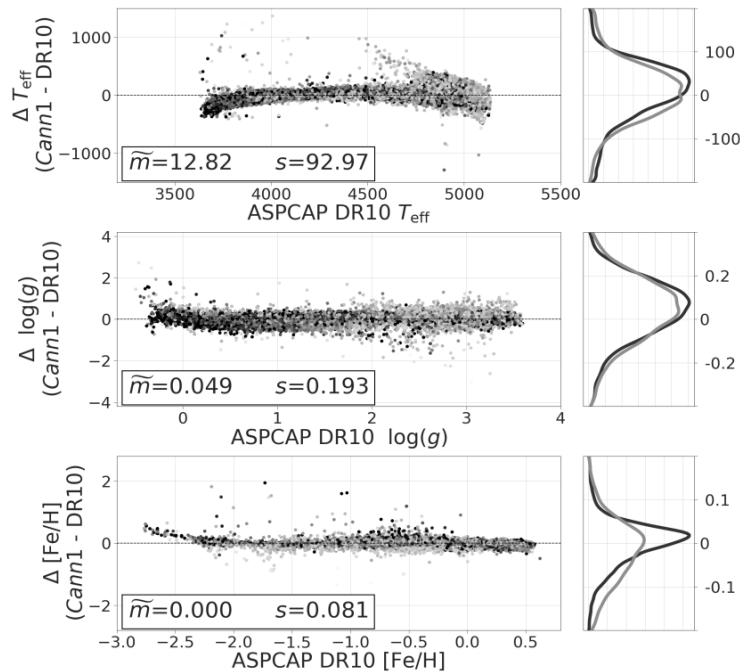 Δ T_eff
(Cann1 - DR10)
1000
0
−1000
m̃=12.82 s=92.97
3500 4000 4500 5000 5500
ASPCAP DR10 T_eff
100
0
-100
Δ log(g)
(Cann1 - DR10)
4
2
0
−2
−4
m̃=0.049 s=0.193
0 1 2 3 4
ASPCAP DR10 log(g)
0.2
0
-0.2
Δ [Fe/H]
(Cann1 - DR10)
2
0
−2
m̃=0.000 s=0.081
−3.0 −2.5 −2.0 −1.5 −1.0 −0.5 0.0 0.5
ASPCAP DR10 [Fe/H]
0.1
0
-0.1